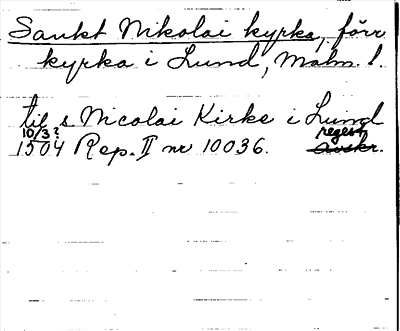 Sankt Nikolai kyrka, förr
kyrka i Lund, Malm. l.
til s Nicolai Kirke i Lund
10/3? regest
1504 Rep. II nr 10036. avskr.